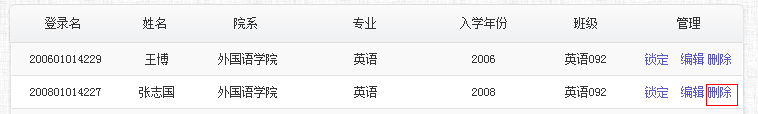 登录名 姓名 院系 专业 入学年份 班级 管理
200601014229 王博 外国语学院 英语 2006 英语092 锁定 编辑 删除
200801014227 张志国 外国语学院 英语 2008 英语092 锁定 编辑 删除